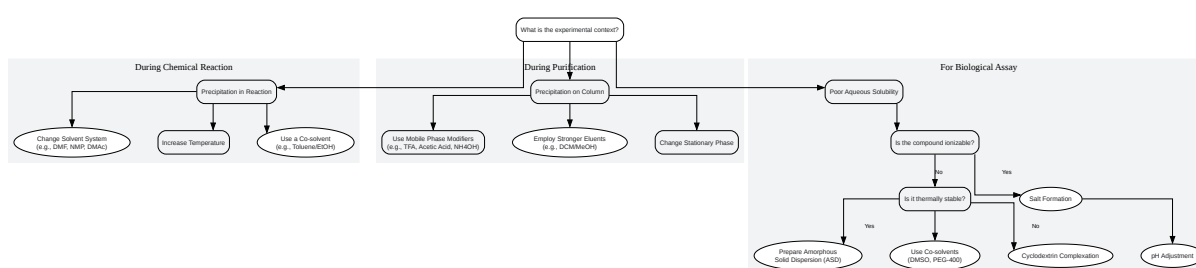 What is the experimental context?
During Chemical Reaction
During Purification
For Biological Assay
Precipitation in Reaction
Precipitation on Column
Poor Aqueous Solubility
Change Solvent System
(e.g., DMF, NMP, DMAc)
Increase Temperature
Use a Co-solvent
(e.g., Toluene/EtOH)
Use Mobile Phase Modifiers
(e.g., TFA, Acetic Acid, NH4OH)
Employ Stronger Eluents
(e.g., DCM/MeOH)
Change Stationary Phase
Is the compound ionizable?
No
Yes
Is it thermally stable?
Salt Formation
Yes
No
Prepare Amorphous
Solid Dispersion (ASD)
Use Co-solvents
(DMSO, PEG-400)
Cyclodextrin Complexation
pH Adjustment